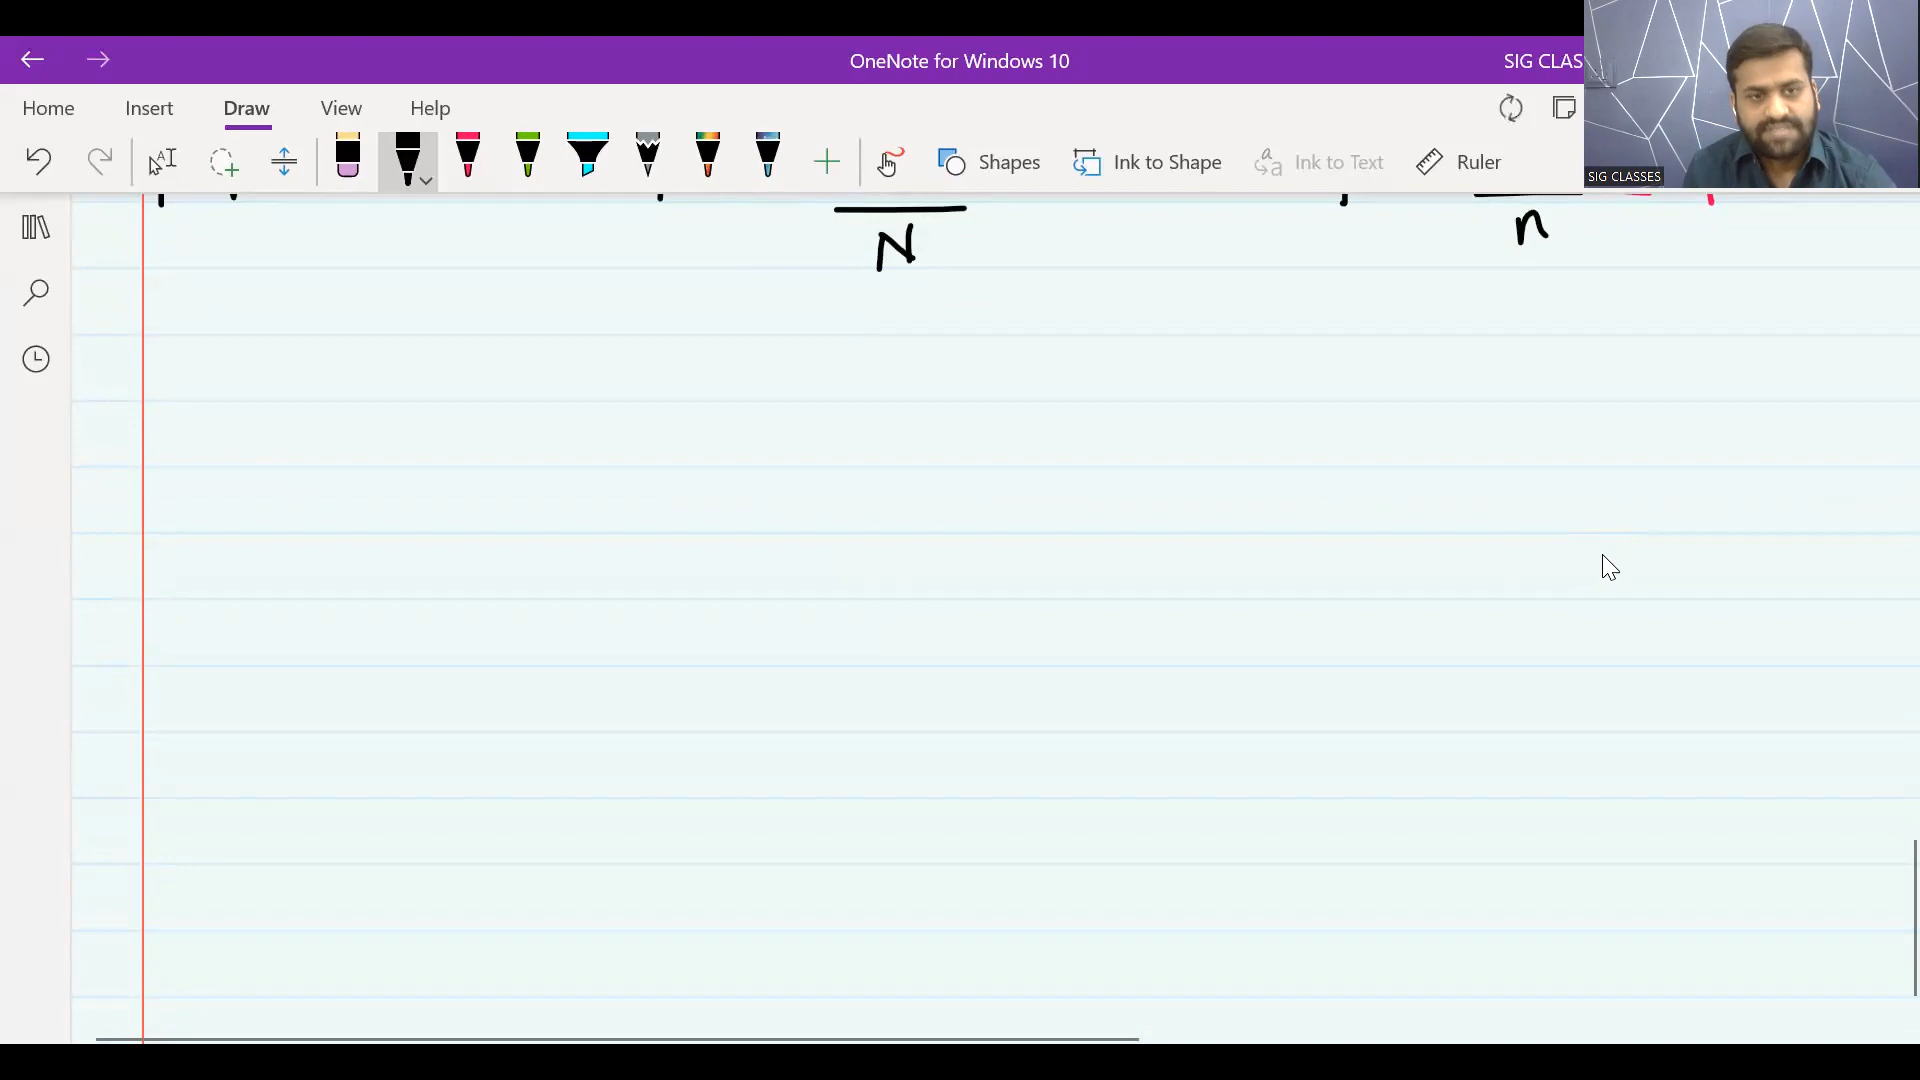 OneNote for Windows 10
SIG CLAS
Home Insert Draw View Help
Shapes Ink to Shape Ink to Text Ruler
SIG CLASSES
N
n